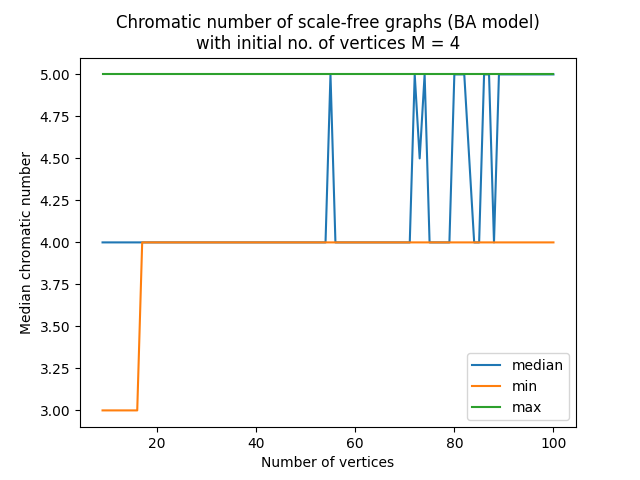 Chromatic number of scale-free graphs (BA model)
with initial no. of vertices M = 4
Median chromatic number
5.00
4.75
4.50
4.25
4.00
3.75
3.50
3.25
3.00
median
min
max
20
40
60
80
100
Number of vertices